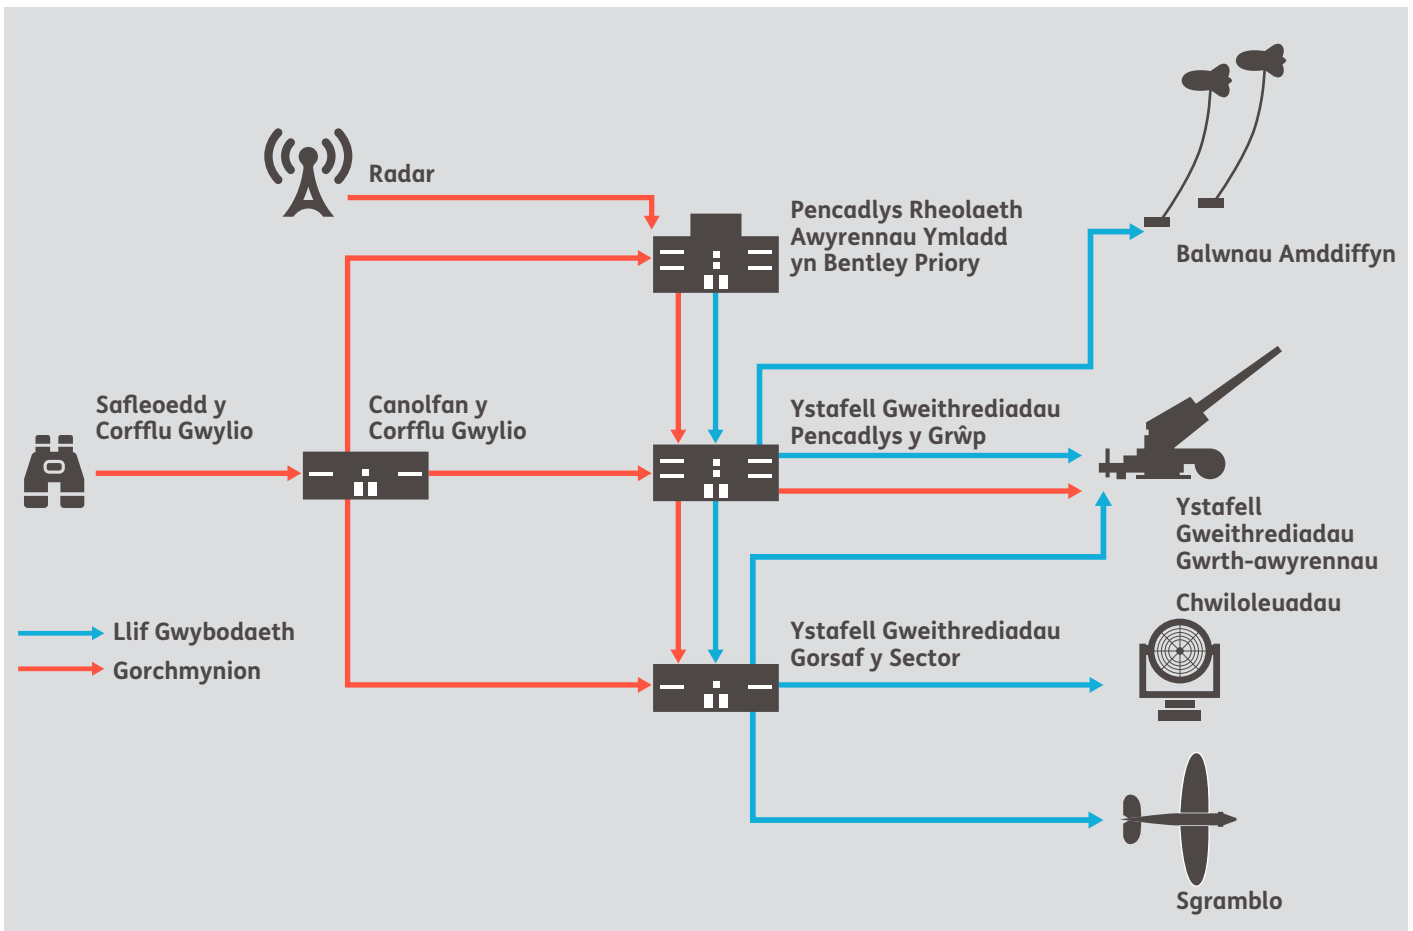 Radar
Pencadlys Rheolaeth
Awyrennau Ymladd
yn Bentley Priory
Balwnau Amddiffyn
Safleoedd y
Corfflu Gwylio
Canolfan y
Corfflu Gwylio
Ystafell Gweithrediadau
Pencadlys y Grŵp
Ystafell
Gweithrediadau
Gwrth-awyrennau
Chwiloleuadau
Llif Gwybodaeth
Gorchmynion
Ystafell Gweithrediadau
Gorsaf y Sector
Sgramblo